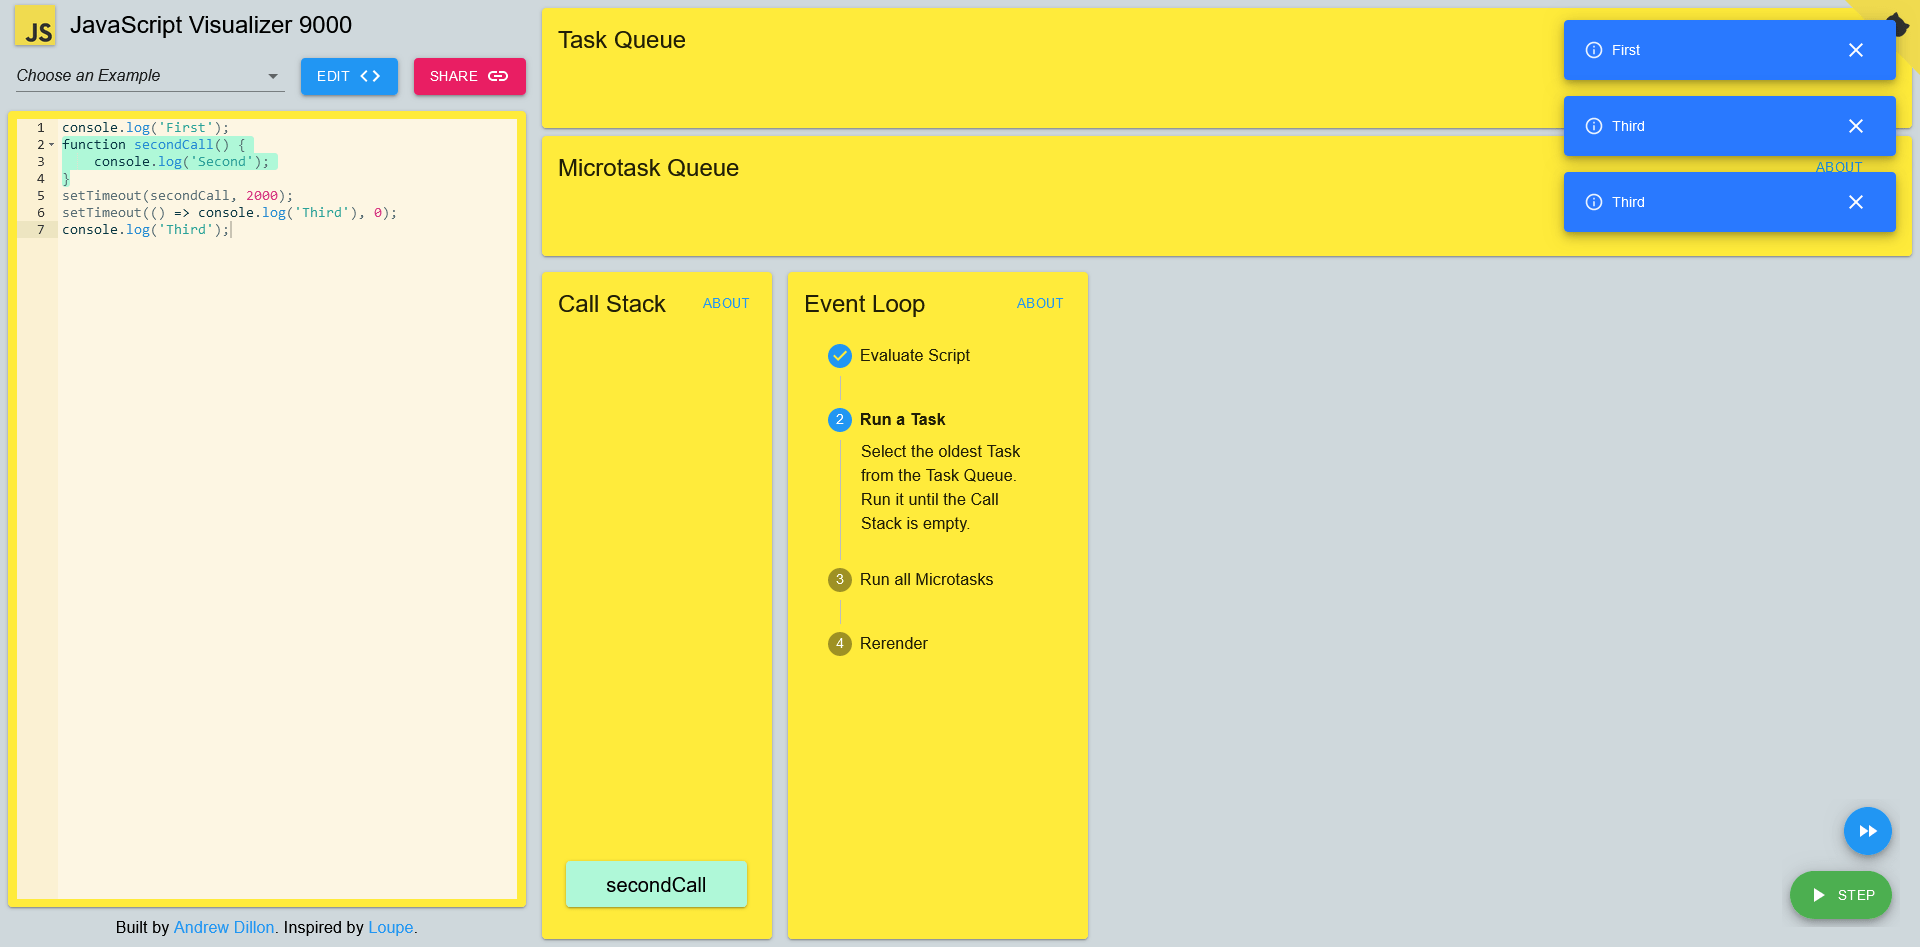 JS JavaScript Visualizer 9000
Choose an Example
EDIT
SHARE
1 console.log('First');
2 function secondCall() {
3     console.log('Second');
4 }
5 setTimeout(secondCall, 2000);
6 setTimeout(() => console.log('Third'), 0);
7 console.log('Third');
Built by Andrew Dillon. Inspired by Loupe.
Task Queue
First
Third
Microtask Queue
ABOUT
Third
Call Stack
ABOUT
secondCall
Event Loop
ABOUT
Evaluate Script
2 Run a Task
Select the oldest Task
from the Task Queue.
Run it until the Call
Stack is empty.
3 Run all Microtasks
4 Rerender
STEP